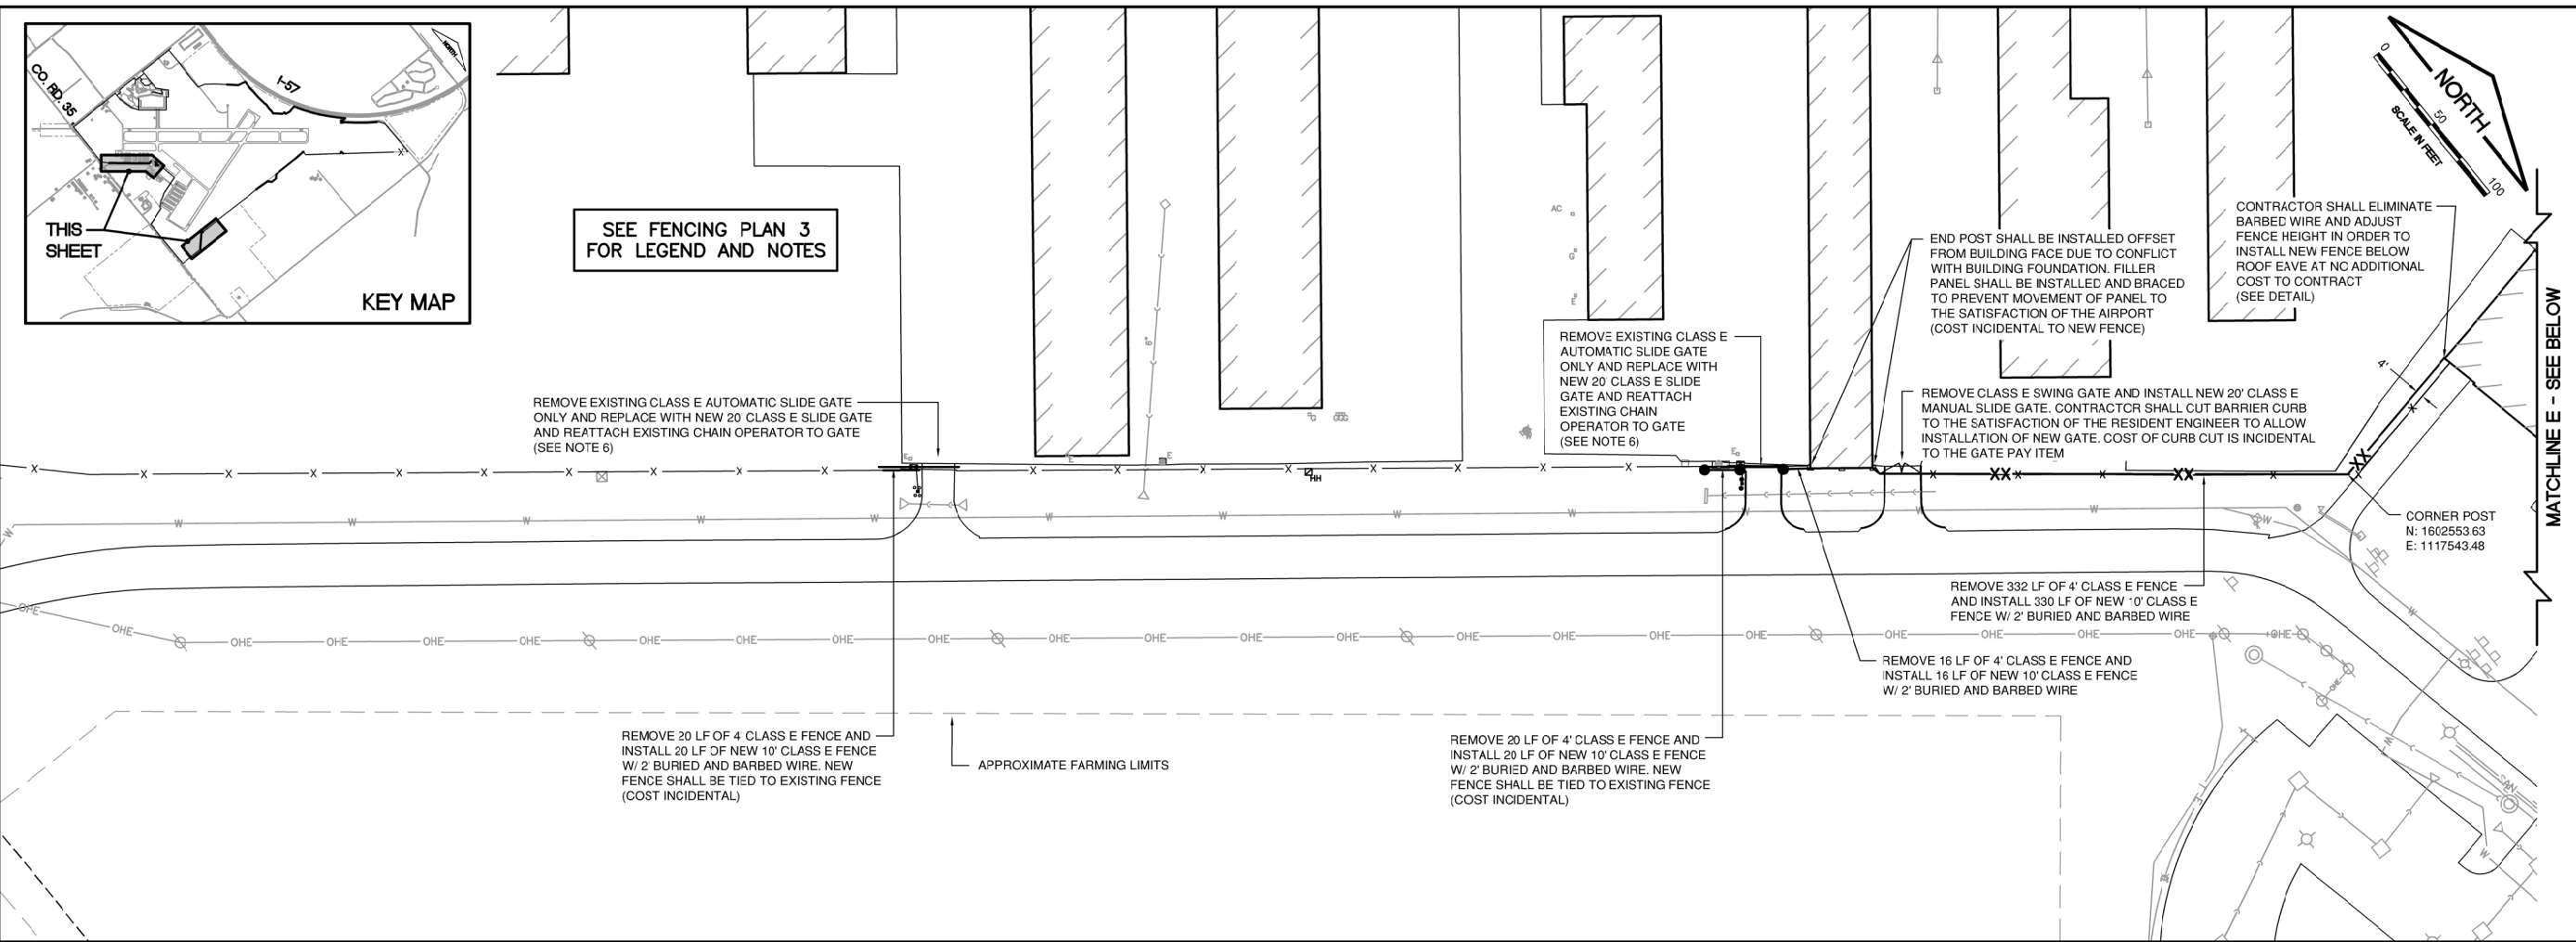 CO. RD. 35
I-57
NORTH
THIS
SHEET
KEY MAP
SEE FENCING PLAN 3
FOR LEGEND AND NOTES
0
50
100
NORTH
SCALE IN FEET
CONTRACTOR SHALL ELIMINATE
BARBED WIRE AND ADJUST
FENCE HEIGHT IN ORDER TO
INSTALL NEW FENCE BELOW
ROOF EAVE AT NO ADDITIONAL
COST TO CONTRACT
(SEE DETAIL)
END POST SHALL BE INSTALLED OFFSET
FROM BUILDING FACE DUE TO CONFLICT
WITH BUILDING FOUNDATION. FILLER
PANEL SHALL BE INSTALLED AND BRACED
TO PREVENT MOVEMENT OF PANEL TO
THE SATISFACTION OF THE AIRPORT
(COST INCIDENTAL TO NEW FENCE)
REMOVE EXISTING CLASS E
AUTOMATIC SLIDE GATE
ONLY AND REPLACE WITH
NEW 20' CLASS E SLIDE
GATE AND REATTACH
EXISTING CHAIN
OPERATOR TO GATE
(SEE NOTE 6)
REMOVE EXISTING CLASS E AUTOMATIC SLIDE GATE
ONLY AND REPLACE WITH NEW 20' CLASS E SLIDE GATE
AND REATTACH EXISTING CHAIN OPERATOR TO GATE
(SEE NOTE 6)
REMOVE CLASS E SWING GATE AND INSTALL NEW 20' CLASS E
MANUAL SLIDE GATE. CONTRACTOR SHALL CUT BARRIER CURB
TO THE SATISFACTION OF THE RESIDENT ENGINEER TO ALLOW
INSTALLATION OF NEW GATE. COST OF CURB CUT IS INCIDENTAL
TO THE GATE PAY ITEM
4'
AC
G
E
6"
HH
MATCHLINE E - SEE BELOW
CORNER POST
N: 1602553.63
E: 1117543.48
REMOVE 332 LF OF 4' CLASS E FENCE
AND INSTALL 330 LF OF NEW 10' CLASS E
FENCE W/ 2' BURIED AND BARBED WIRE
REMOVE 16 LF OF 4' CLASS E FENCE AND
INSTALL 16 LF OF NEW 10' CLASS E FENCE
W/ 2' BURIED AND BARBED WIRE
REMOVE 20 LF OF 4' CLASS E FENCE AND
INSTALL 20 LF OF NEW 10' CLASS E FENCE
W/ 2' BURIED AND BARBED WIRE. NEW
FENCE SHALL BE TIED TO EXISTING FENCE
(COST INCIDENTAL)
APPROXIMATE FARMING LIMITS
REMOVE 20 LF OF 4' CLASS E FENCE AND
INSTALL 20 LF OF NEW 10' CLASS E FENCE
W/ 2' BURIED AND BARBED WIRE. NEW
FENCE SHALL BE TIED TO EXISTING FENCE
(COST INCIDENTAL)